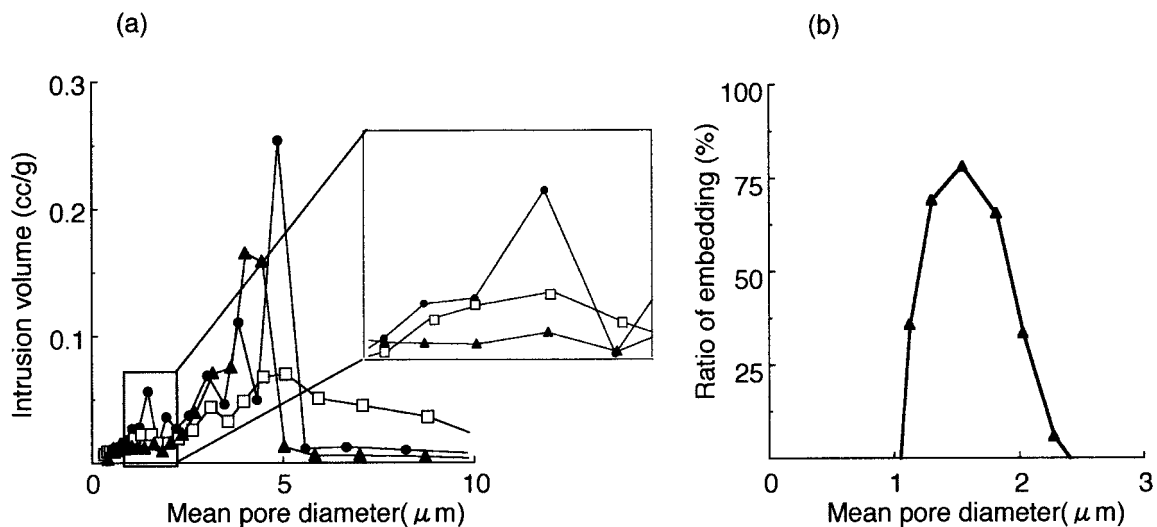 (a)
(b)
0.3
0.2
0.1
Intrusion volume (cc/g)
0
5
10
Mean pore diameter( μm)
100
75
50
25
Ratio of embedding (%)
0
1
2
3
Mean pore diameter( μm)